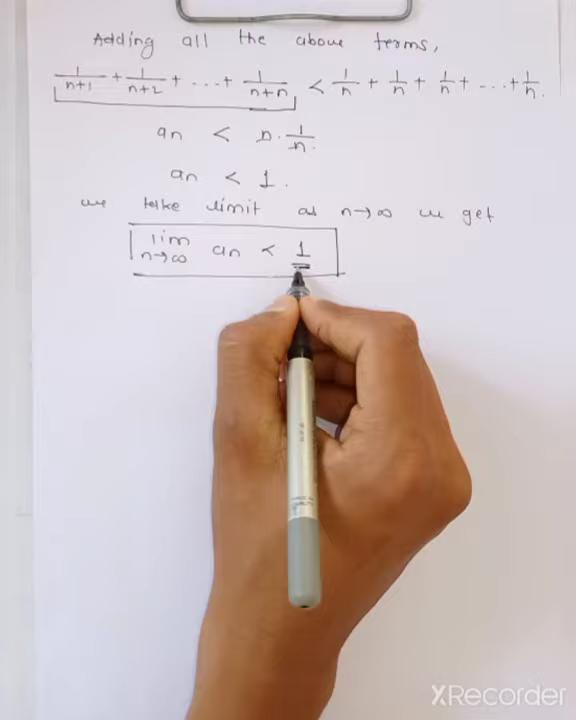 Adding all the above terms,
1/n+1 + 1/n+2 + ... + 1/n+n < 1/n + 1/n + 1/n + ... + 1/n.
an < n. 1/n.
an < 1.
we take limit as n→∞ we get
lim n→∞ an < 1
XRecorder